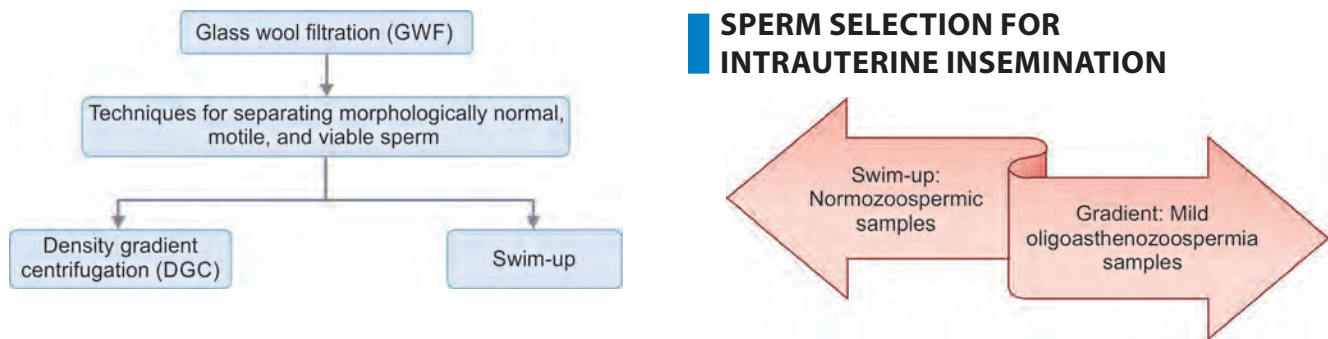 Glass wool filtration (GWF)
Techniques for separating morphologically normal,
motile, and viable sperm
Density gradient
centrifugation (DGC)
Swim-up
SPERM SELECTION FOR
INTRAUTERINE INSEMINATION
Swim-up:
Normozoospermic
samples
Gradient: Mild
oligoasthenozoospermia
samples